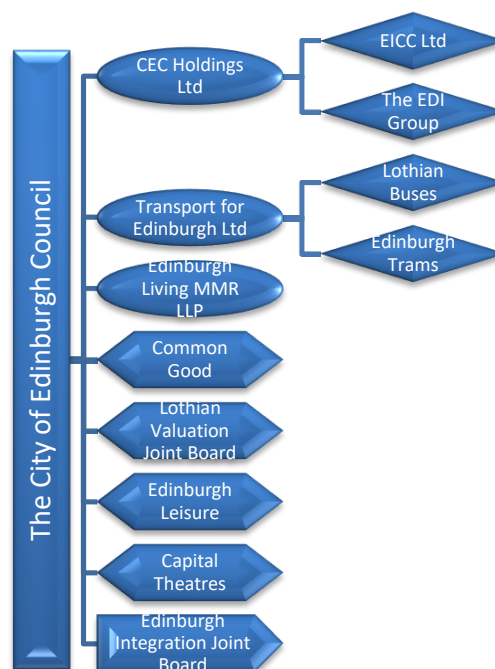 The City of Edinburgh Council
CEC Holdings
Ltd
EICC Ltd
The EDI
Group
Transport for
Edinburgh Ltd
Lothian
Buses
Edinburgh
Trams
Edinburgh
Living MMR
LLP
Common
Good
Lothian
Valuation
Joint Board
Edinburgh
Leisure
Capital
Theatres
Edinburgh
Integration Joint
Board